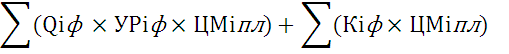 ∑(Qiф × УРiф × ЦМiпл) + ∑(Кiф × ЦМiпл)